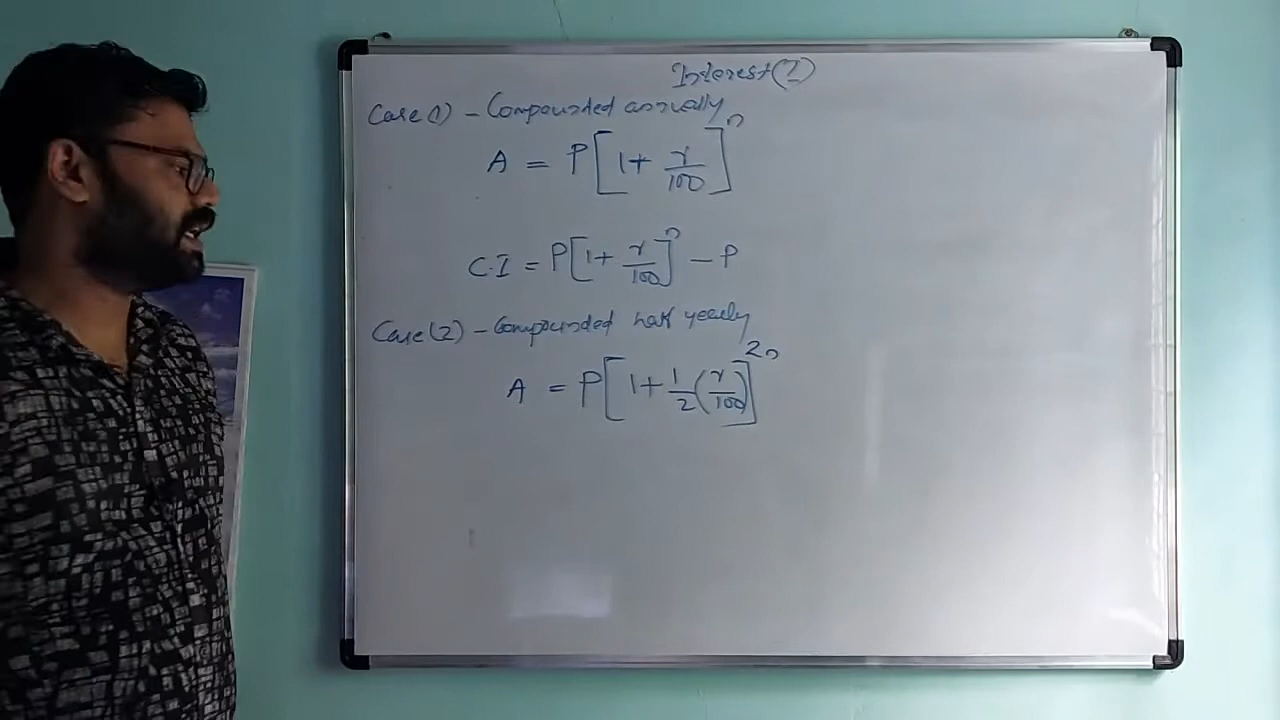 Interest (I)
Case (1) - Compounded annually
A = P[1 + r/100]^n
C.I = P[1 + r/100]^n - P
Case (2) - Compounded half yearly
A = P[1 + 1/2(r/100)]^2n